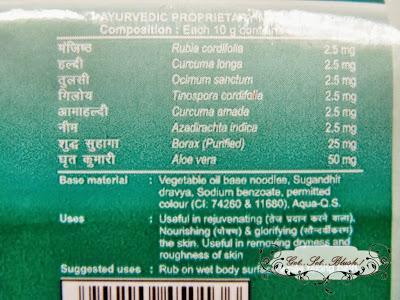 AYURVEDIC PROPRIETARY
Composition : Each 10 g
मंजिष्ठ Rubia cordifolia 2.5 mg
हल्दी Curcuma longa 2.5 mg
तुलसी Ocimum sanctum 2.5 mg
गिलोय Tinospora cordifolia 2.5 mg
आमाहल्दी Curcuma amada 2.5 mg
नीम Azadirachta indica 2.5 mg
शुद्ध सुहागा Borax (Purified) 25 mg
घृत कुमारी Aloe vera 50 mg
Base material : Vegetable oil base noodles, Sugandhit
dravya, Sodium benzoate, permitted
colour (CI: 74260 & 11680), Aqua-Q.S.
Uses : Useful in rejuvenating (तेज प्रदान करने वाला),
Nourishing (पोषण) & glorifying (सौन्दर्यीकरण)
the skin. Useful in removing dryness and
roughness of skin
Suggested uses : Rub on wet body
Get..Set..Blush.!